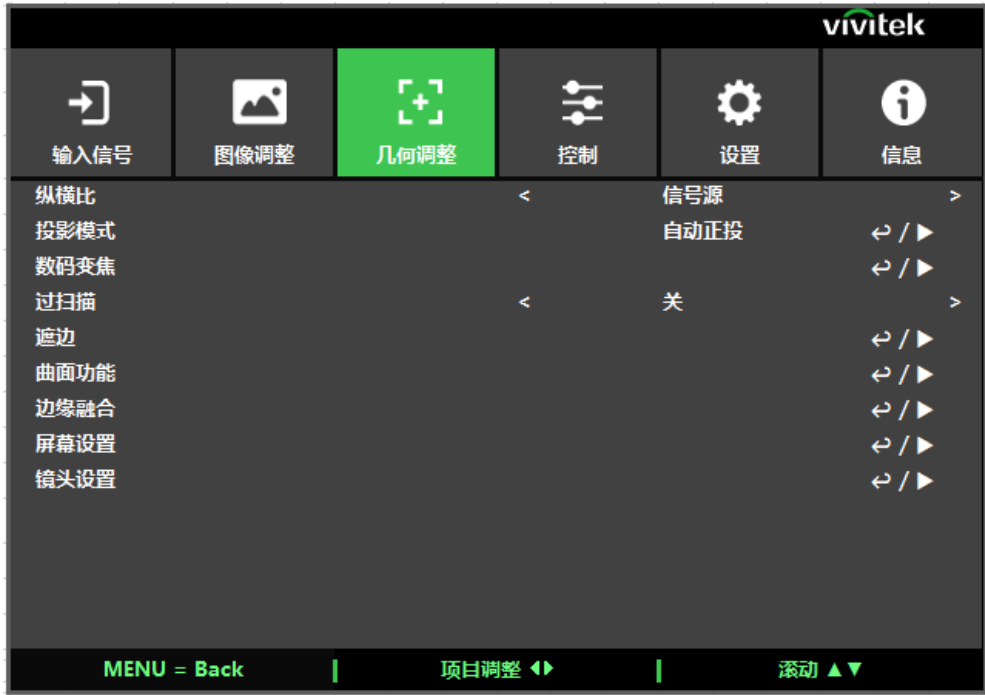 vivitek
输入信号 图像调整 几何调整 控制 设置 信息
纵横比 < 信号源 >
投影模式 自动正投 ↩ / ▶
数码变焦 ↩ / ▶
过扫描 < 关 >
遮边 ↩ / ▶
曲面功能 ↩ / ▶
边缘融合 ↩ / ▶
屏幕设置 ↩ / ▶
镜头设置 ↩ / ▶
MENU = Back | 项目调整 ◀▶ | 滚动 ▲▼